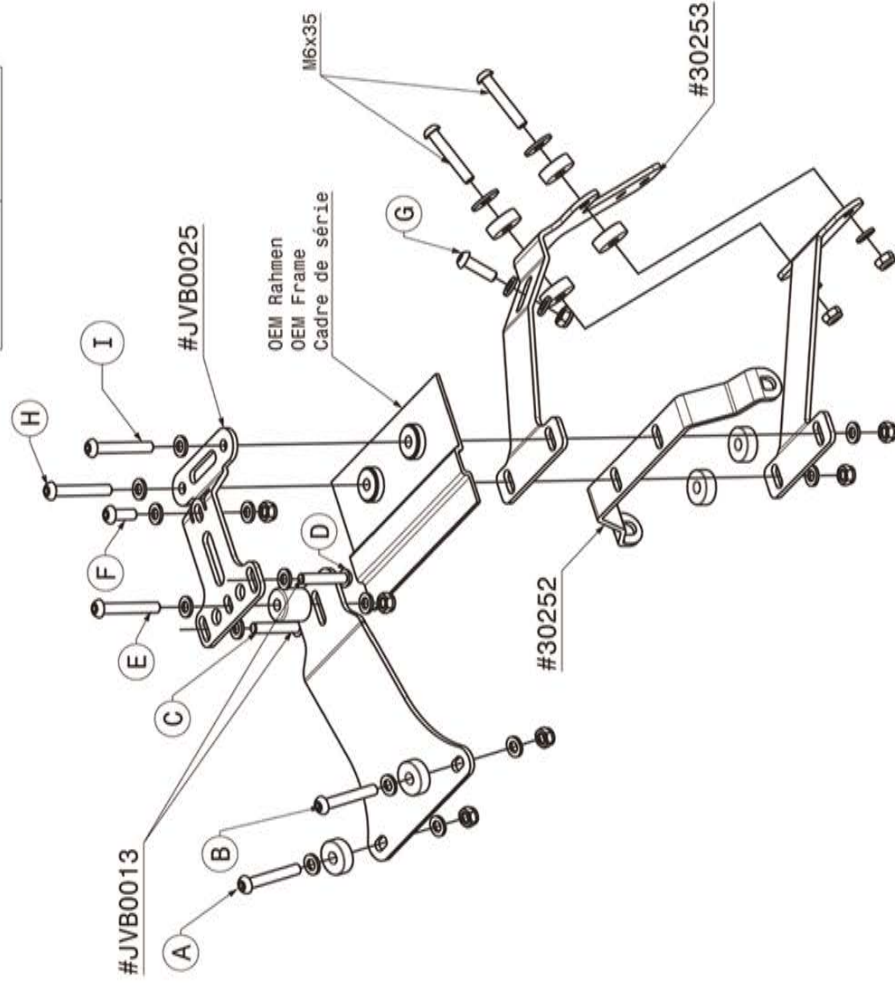 H
I
F
E
C
#JVB0025
OEM Rahmen
OEM Frame
Cadre de série
M6x35
G
#30253
D
#JVB0013
B
A
#30252